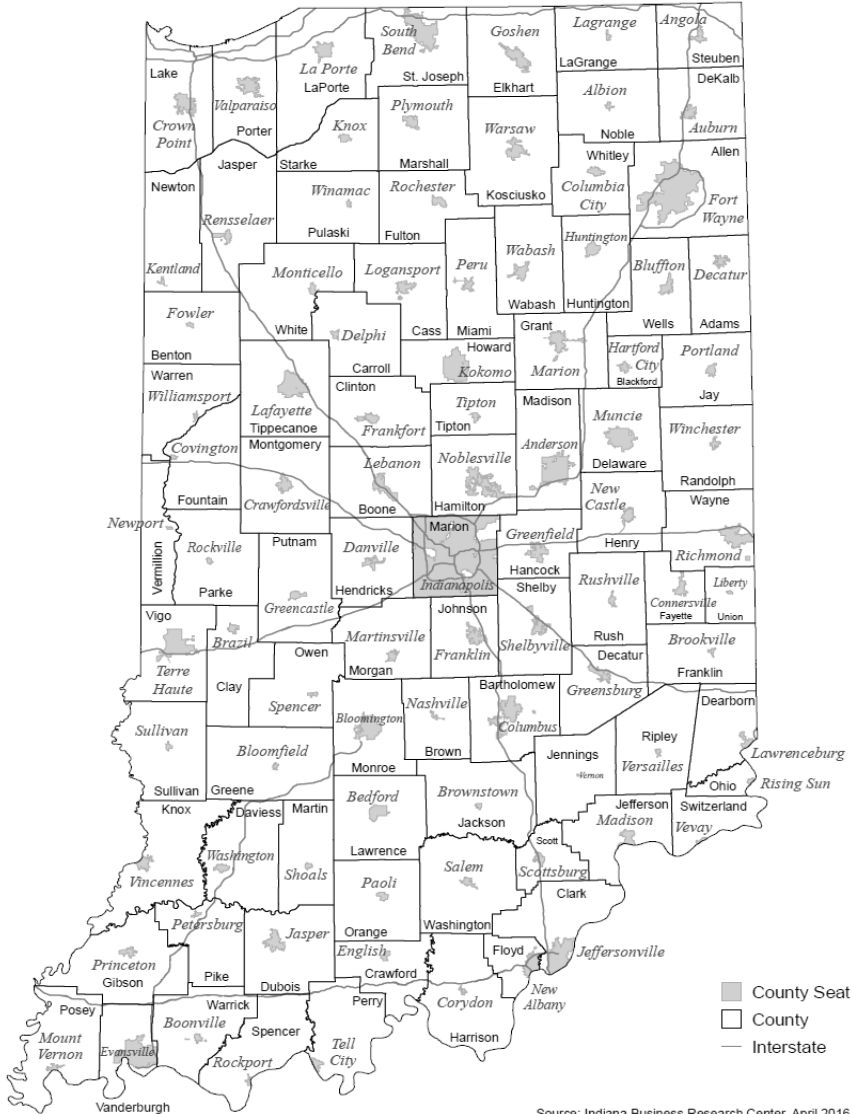 South
Bend
Goshen
Lagrange
Angola
LaGrange
Steuben
Lake
La Porte
LaPorte
St. Joseph
Elkhart
DeKalb
Valparaiso
Porter
Crown
Point
Plymouth
Albion
Knox
Warsaw
Noble
Auburn
Starke
Marshall
Jasper
Whitley
Allen
Newton
Winamac
Rochester
Kosciusko
Columbia
City
Fort
Wayne
Rensselaer
Pulaski
Fulton
Kentland
Monticello
Logansport
Peru
Wabash
Huntington
Bluffton
Decatur
White
Cass
Miami
Wabash
Huntington
Wells
Adams
Fowler
Benton
Delphi
Carroll
Howard
Kokomo
Grant
Marion
Hartford
City
Blackford
Portland
Jay
Warren
Williamsport
Lafayette
Tippecanoe
Clinton
Frankfort
Tipton
Tipton
Madison
Anderson
Muncie
Delaware
Winchester
Randolph
Covington
Fountain
Montgomery
Crawfordsville
Lebanon
Boone
Noblesville
Hamilton
New
Castle
Henry
Wayne
Richmond
Newport
Vermillion
Rockville
Parke
Putnam
Greencastle
Danville
Hendricks
Marion
Indianapolis
Greenfield
Hancock
Rushville
Rush
Connersville
Fayette
Liberty
Union
Vigo
Terre
Haute
Brazil
Clay
Owen
Spencer
Martinsville
Morgan
Johnson
Franklin
Shelby
Shelbyville
Decatur
Greensburg
Brookville
Franklin
Sullivan
Sullivan
Bloomfield
Greene
Bloomington
Monroe
Nashville
Brown
Bartholomew
Columbus
Jennings
Vernon
Ripley
Versailles
Dearborn
Lawrenceburg
Ohio
Rising Sun
Knox
Vincennes
Daviess
Washington
Martin
Shoals
Bedford
Lawrence
Brownstown
Jackson
Scott
Scottsburg
Jefferson
Madison
Switzerland
Vevay
Petersburg
Pike
Jasper
Dubois
Paoli
Orange
Salem
Washington
Clark
Jeffersonville
Princeton
Gibson
English
Crawford
Floyd
New
Albany
Corydon
Harrison
Posey
Mount
Vernon
Evansville
Vanderburgh
Warrick
Boonville
Spencer
Rockport
Perry
Tell
City
County Seat
County
Interstate
Source: Indiana Business Research Center, April 2016